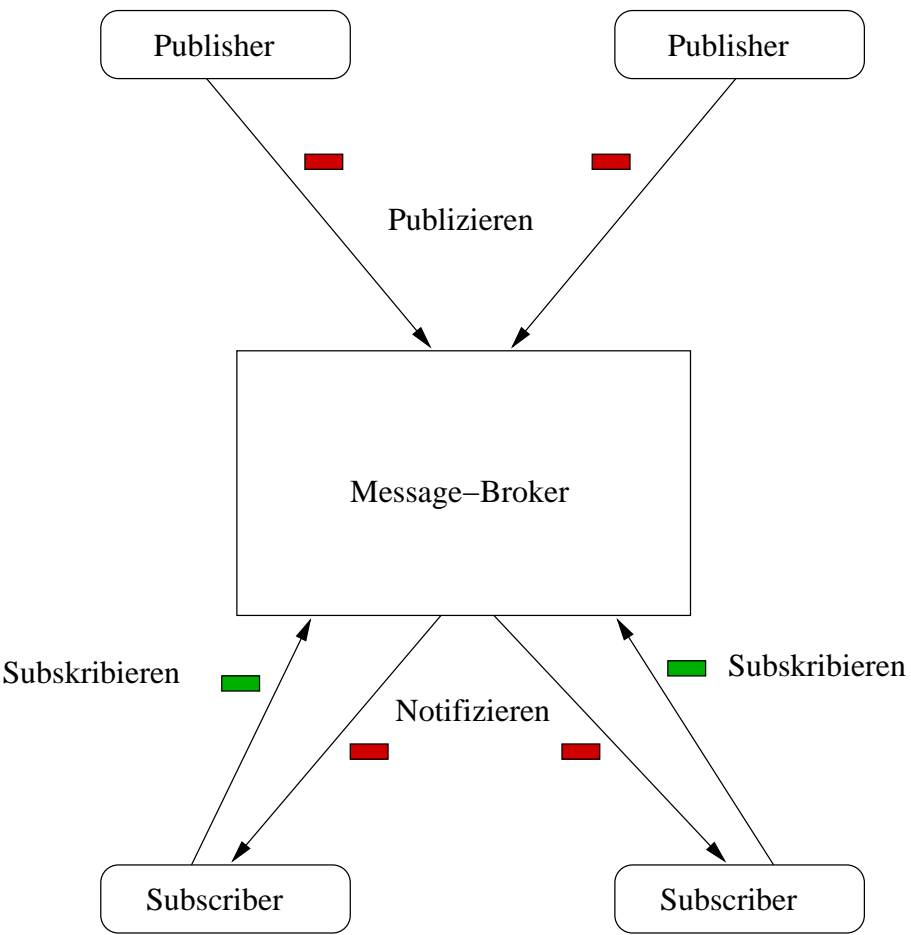 Publisher
Publisher
Publizieren
Message–Broker
Subskribieren
Subskribieren
Notifizieren
Subscriber
Subscriber